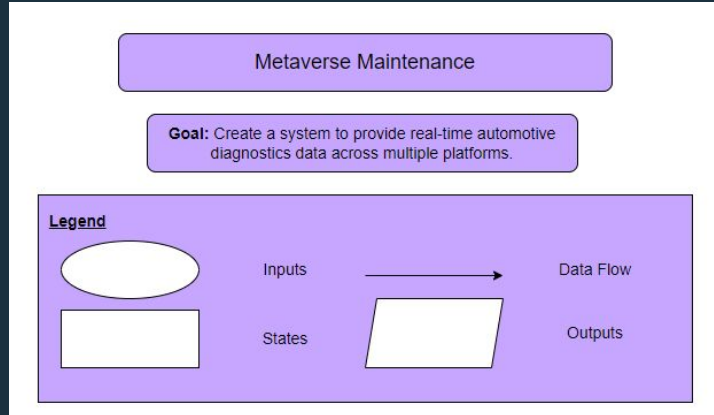 Metaverse Maintenance
Goal: Create a system to provide real-time automotive
diagnostics data across multiple platforms.
Legend
Inputs
Data Flow
States
Outputs